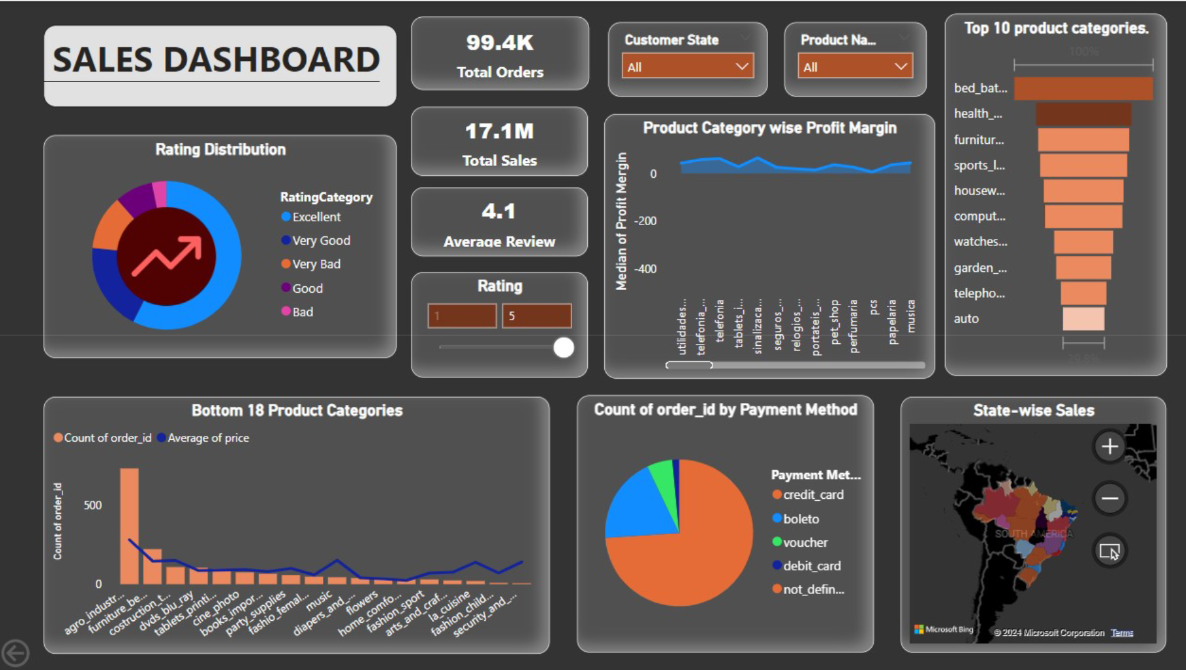 SALES DASHBOARD
99.4K
Total Orders
17.1M
Total Sales
4.1
Average Review
Rating
1
5
Customer State
All
Product Na...
All
Top 10 product categories.
100%
bed_bat...
health_...
furnitur...
sports_l...
housew...
comput...
watches...
garden_...
telepho...
auto
Rating Distribution
RatingCategory
Excellent
Very Good
Very Bad
Good
Bad
Product Category wise Profit Margin
Median of Profit Mergin
0
-200
-400
utilidades...
telefonia_...
telefonia
tablets_i...
sinalizaca...
seguros_...
relogios_...
portateis_...
pet_shop
perfumaria
pcs
papelaria
musica
Bottom 18 Product Categories
Count of order_id
Average of price
Count of order_id
500
0
agro_industr...
furniture_be...
costruction_t...
dvds_blu_ray
tablets_printi...
cine_photo
books_impor...
party_supplies
fashio_femal...
music
diapers_and_...
flowers
home_comfo...
fashion_sport
arts_and_craf...
la_cuisine
fashion_child...
security_and_...
Count of order_id by Payment Method
Payment Met...
credit_card
boleto
voucher
debit_card
not_defin...
State-wise Sales
SOUTH AMERICA
Microsoft Bing
© 2024 Microsoft Corporation Terms